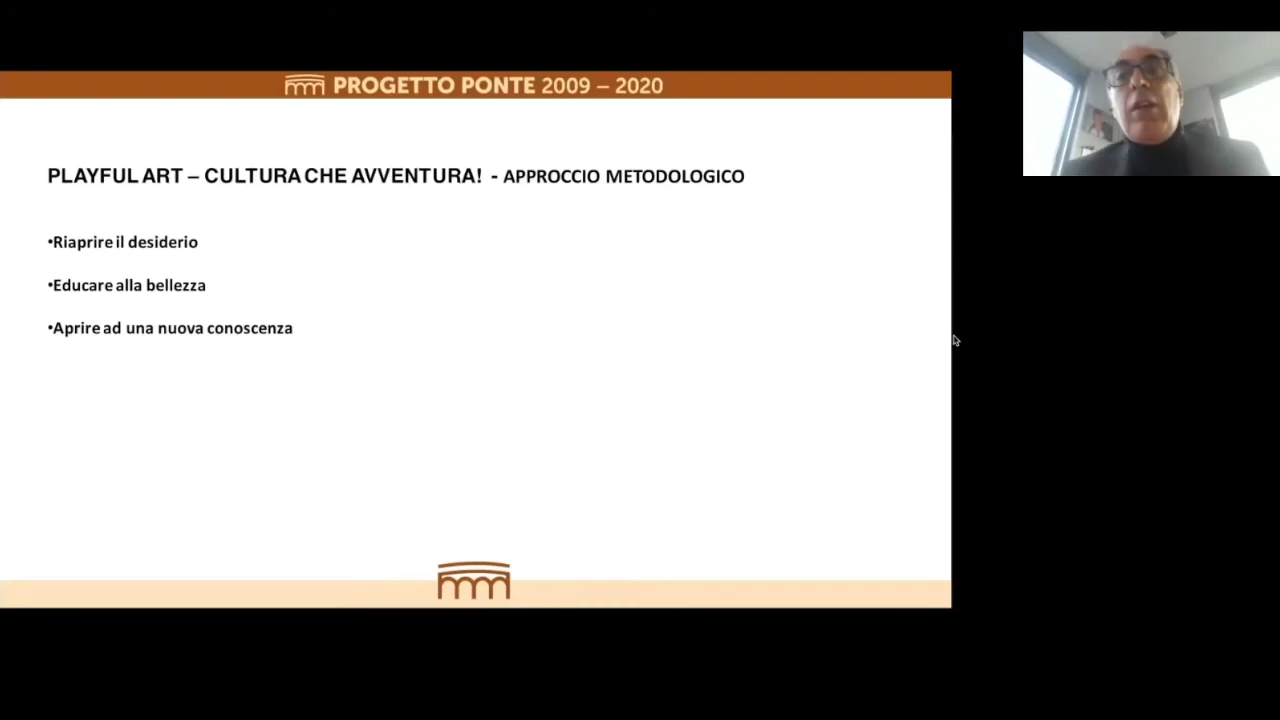 PROGETTO PONTE 2009 – 2020
PLAYFUL ART – CULTURA CHE AVVENTURA! - APPROCCIO METODOLOGICO
•Riaprire il desiderio
•Educare alla bellezza
•Aprire ad una nuova conoscenza